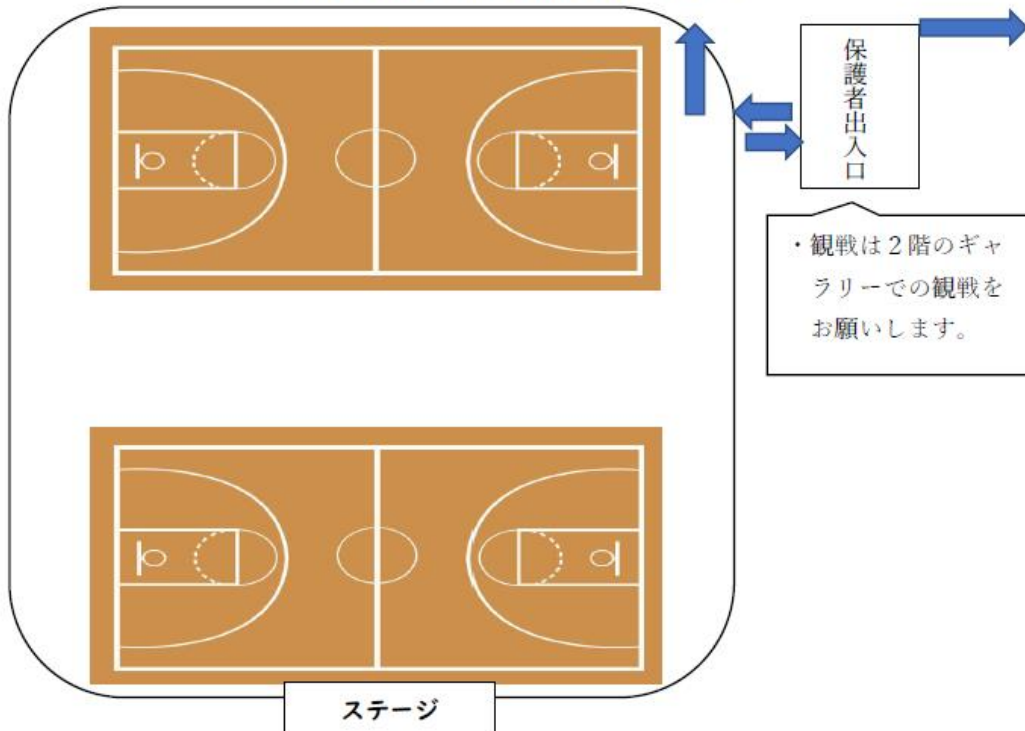 保護者出入口
・観戦は２階のギャ
ラリーでの観戦を
お願いします。
ステージ